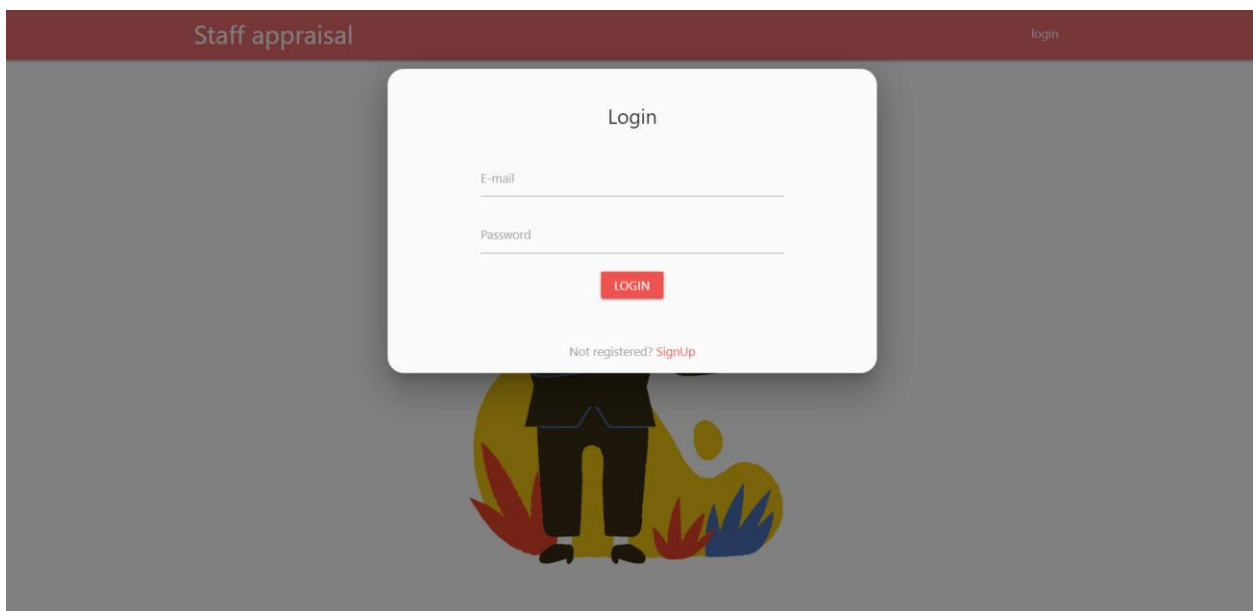 Staff appraisal
login
Login
E-mail
Password
LOGIN
Not registered? SignUp